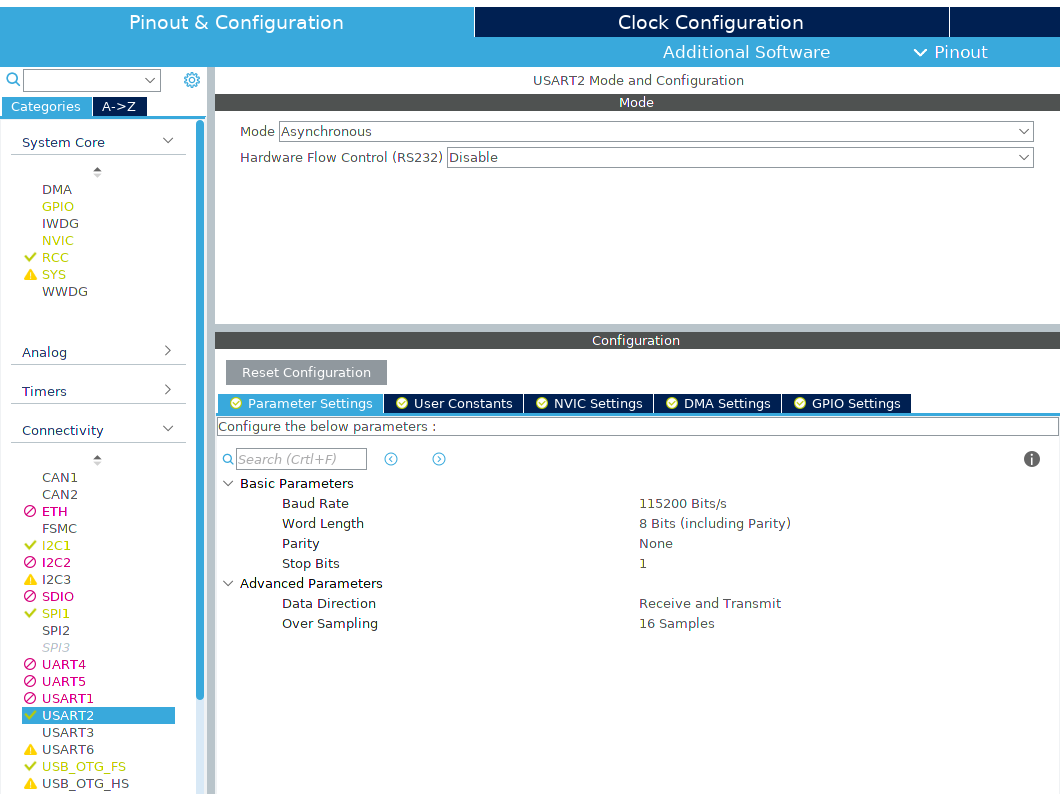 Pinout & Configuration
Clock Configuration
Additional Software
Pinout
Categories
A->Z
System Core
DMA
GPIO
IWDG
NVIC
RCC
SYS
WWDG
Analog
Timers
Connectivity
CAN1
CAN2
ETH
FSMC
I2C1
I2C2
I2C3
SDIO
SPI1
SPI2
SPI3
UART4
UART5
USART1
USART2
USART3
USART6
USB_OTG_FS
USB_OTG_HS
USART2 Mode and Configuration
Mode
Mode Asynchronous
Hardware Flow Control (RS232) Disable
Configuration
Reset Configuration
Parameter Settings
User Constants
NVIC Settings
DMA Settings
GPIO Settings
Configure the below parameters :
Search (Crtl+F)
Basic Parameters
Baud Rate 115200 Bits/s
Word Length 8 Bits (including Parity)
Parity None
Stop Bits 1
Advanced Parameters
Data Direction Receive and Transmit
Over Sampling 16 Samples